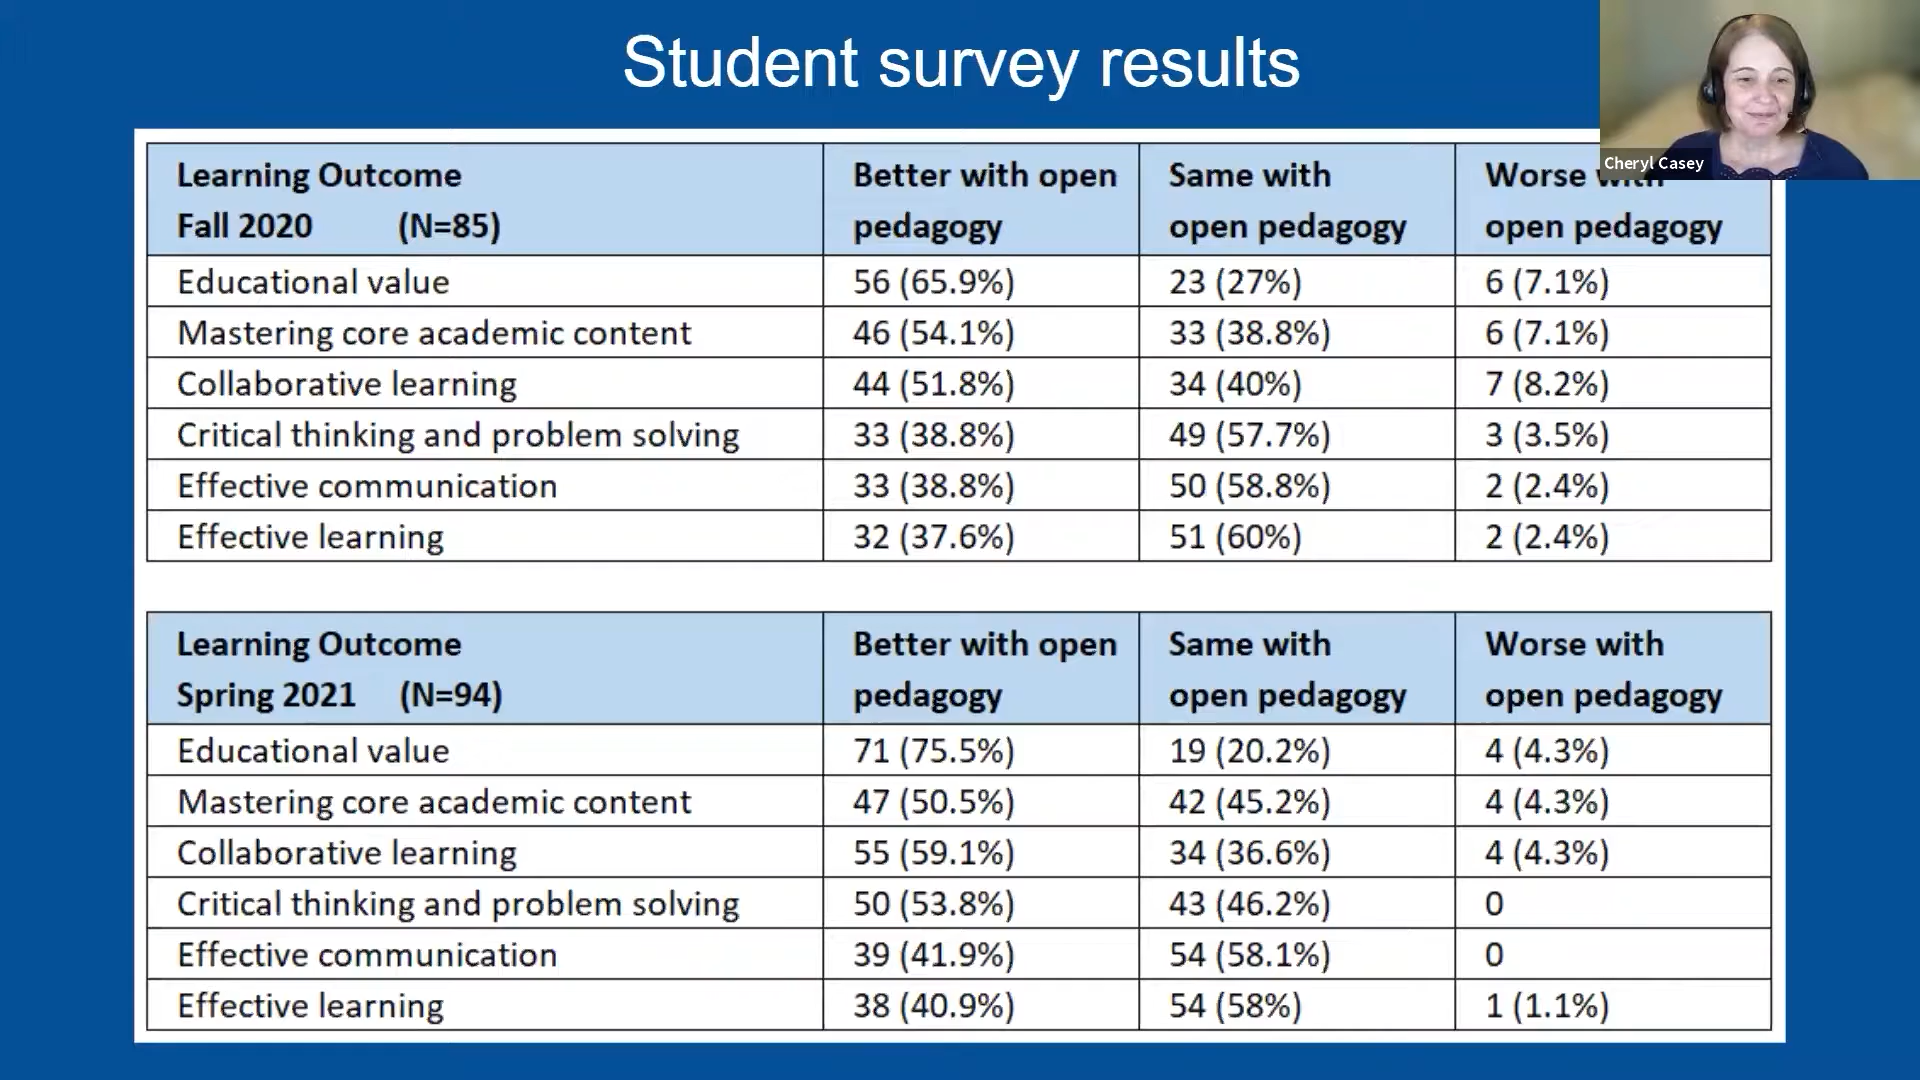 Student survey results
Cheryl Casey
Learning Outcome
Fall 2020 (N=85)
Better with open
pedagogy
Same with
open pedagogy
Worse with
open pedagogy
Educational value 56 (65.9%) 23 (27%) 6 (7.1%)
Mastering core academic content 46 (54.1%) 33 (38.8%) 6 (7.1%)
Collaborative learning 44 (51.8%) 34 (40%) 7 (8.2%)
Critical thinking and problem solving 33 (38.8%) 49 (57.7%) 3 (3.5%)
Effective communication 33 (38.8%) 50 (58.8%) 2 (2.4%)
Effective learning 32 (37.6%) 51 (60%) 2 (2.4%)
Learning Outcome
Spring 2021 (N=94)
Better with open
pedagogy
Same with
open pedagogy
Worse with
open pedagogy
Educational value 71 (75.5%) 19 (20.2%) 4 (4.3%)
Mastering core academic content 47 (50.5%) 42 (45.2%) 4 (4.3%)
Collaborative learning 55 (59.1%) 34 (36.6%) 4 (4.3%)
Critical thinking and problem solving 50 (53.8%) 43 (46.2%) 0
Effective communication 39 (41.9%) 54 (58.1%) 0
Effective learning 38 (40.9%) 54 (58%) 1 (1.1%)